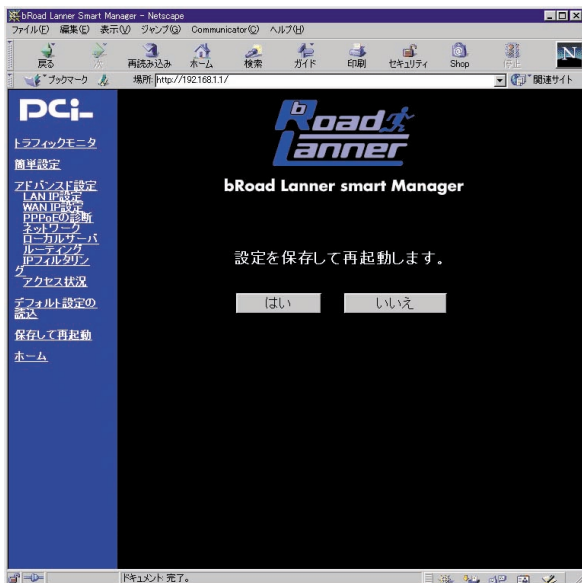 bRoad Lanner Smart Manager - Netscape
ファイル(F) 編集(E) 表示(V) ジャンプ(G) Communicator(C) ヘルプ(H)
戻る 次 再読み込み ホーム 検索 ガイド 印刷 セキュリティ Shop 停止 N
ブックマーク 場所: http://192.168.1.1/ 関連サイト
PCi
トラフィックモニタ
簡単設定
アドバンスド設定
LAN IP設定
WAN IP設定
PPPoEの診断
ネットワーク
ローカルサーバ
ルーティング
IPフィルタリン
グ
アクセス状況
デフォルト設定の
読込
保存して再起動
ホーム
b Road
Lanner
bRoad Lanner smart Manager
設定を保存して再起動します。
はい いいえ
ドキュメント完了。